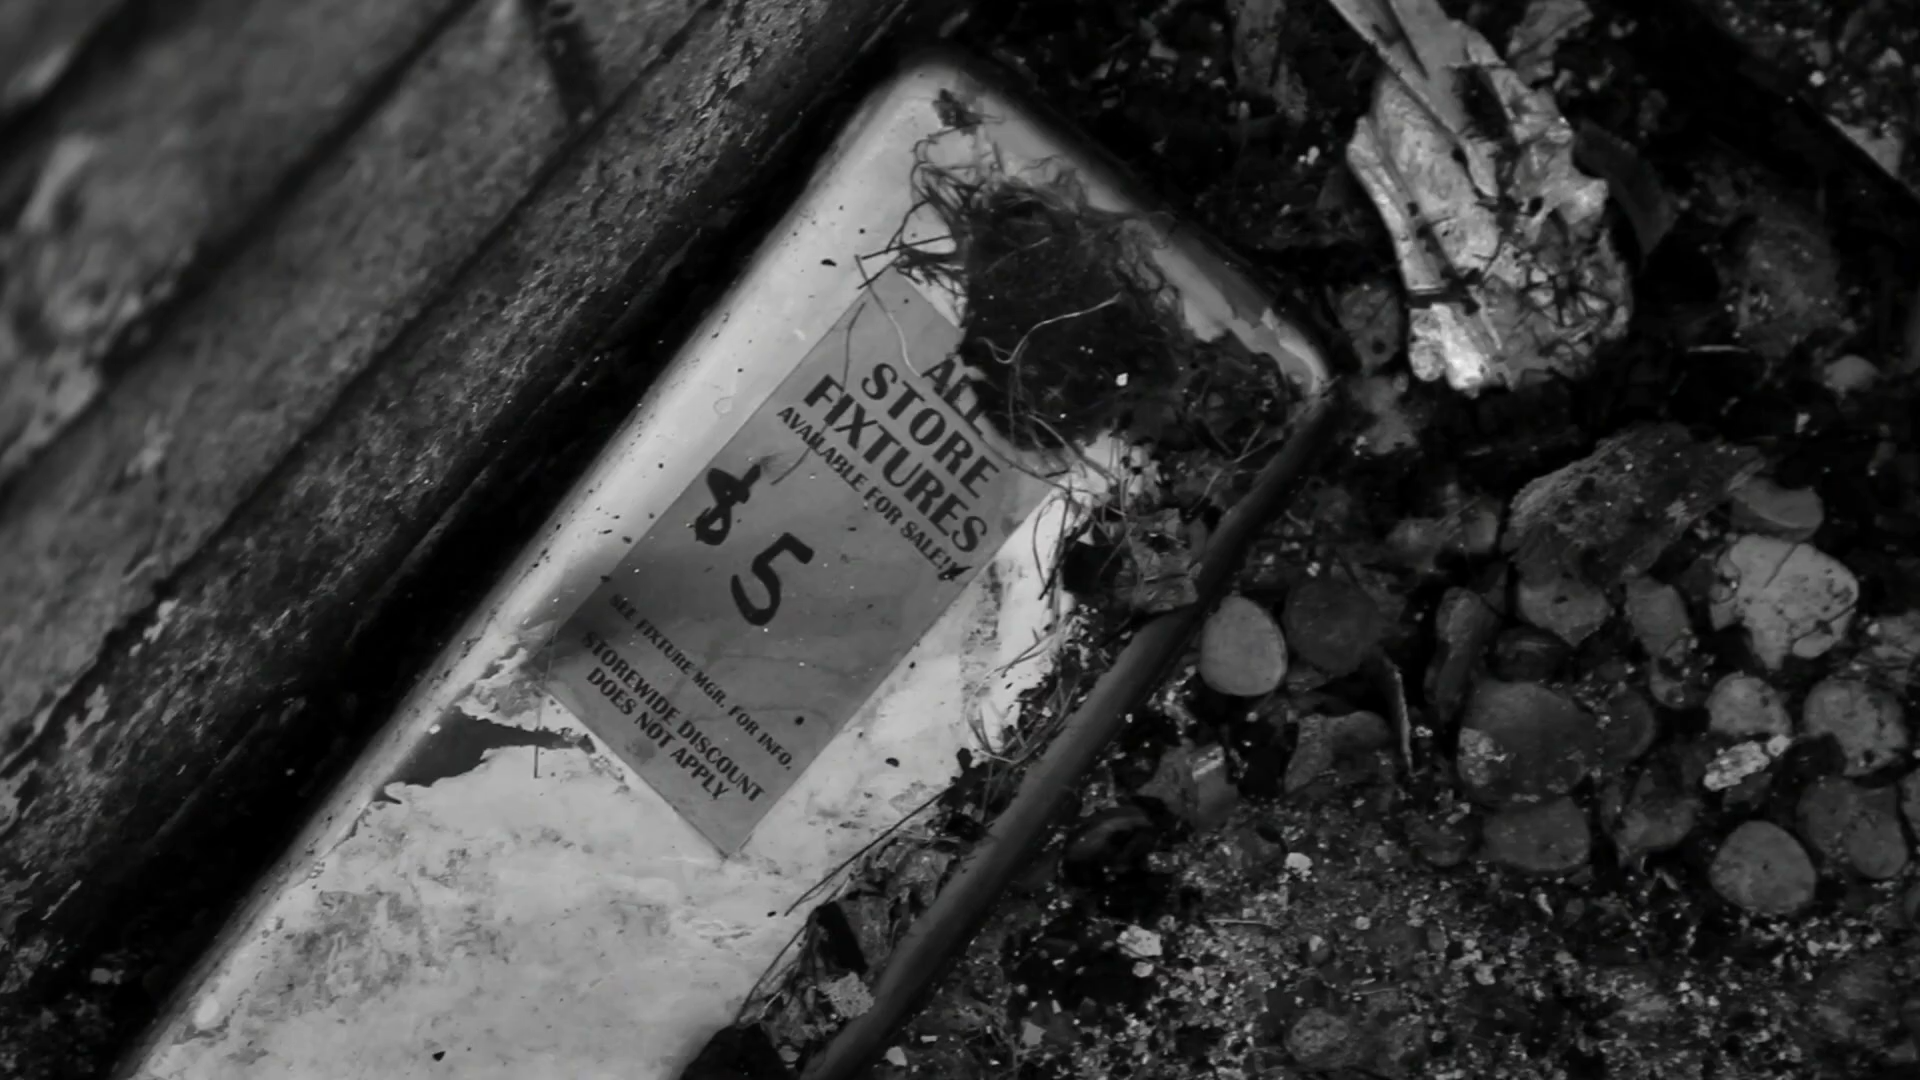 ALL
STORE
FIXTURES
AVAILABLE FOR SALE!
$5
SEE FIXTURE MGR. FOR INFO.
STOREWIDE DISCOUNT
DOES NOT APPLY